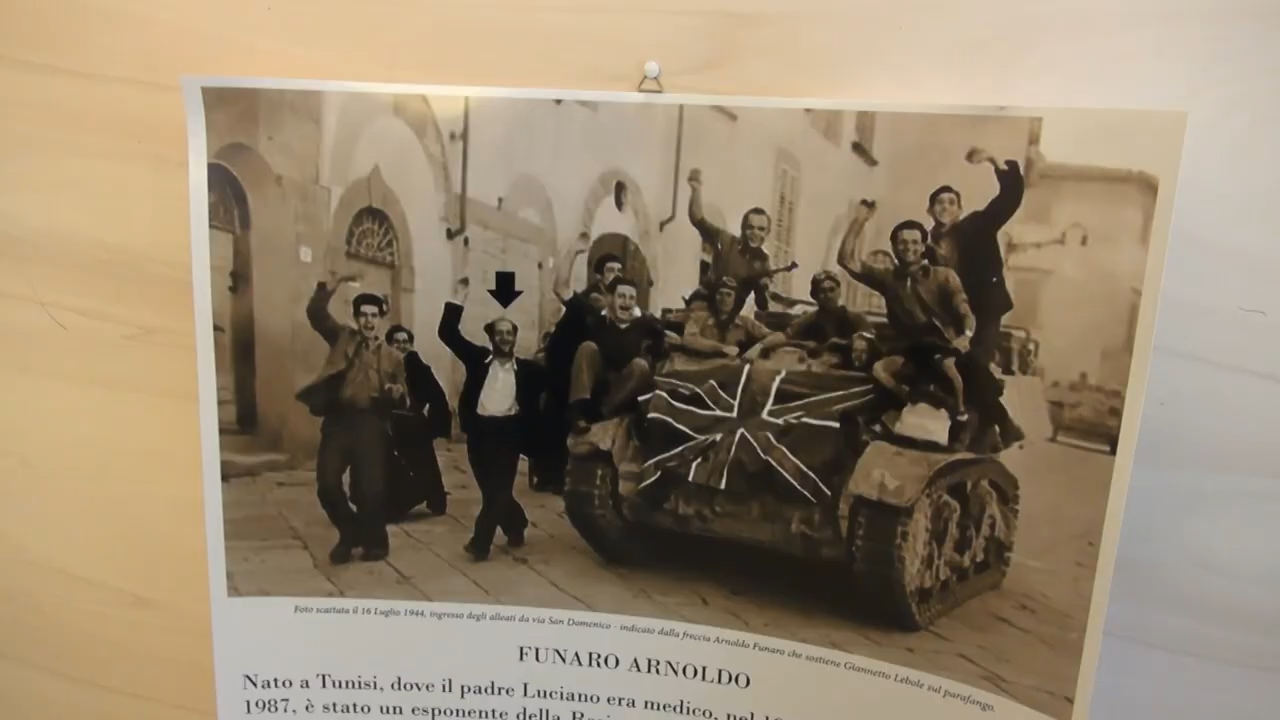 Foto scattata il 16 Luglio 1944, ingresso degli alleati da via San Domenico - indicato dalla freccia Arnoldo Funaro che sostiene Giannetto Lebole sul parafango.
FUNARO ARNOLDO
Nato a Tunisi, dove il padre Luciano era medico, nel
1987, è stato un esponente della